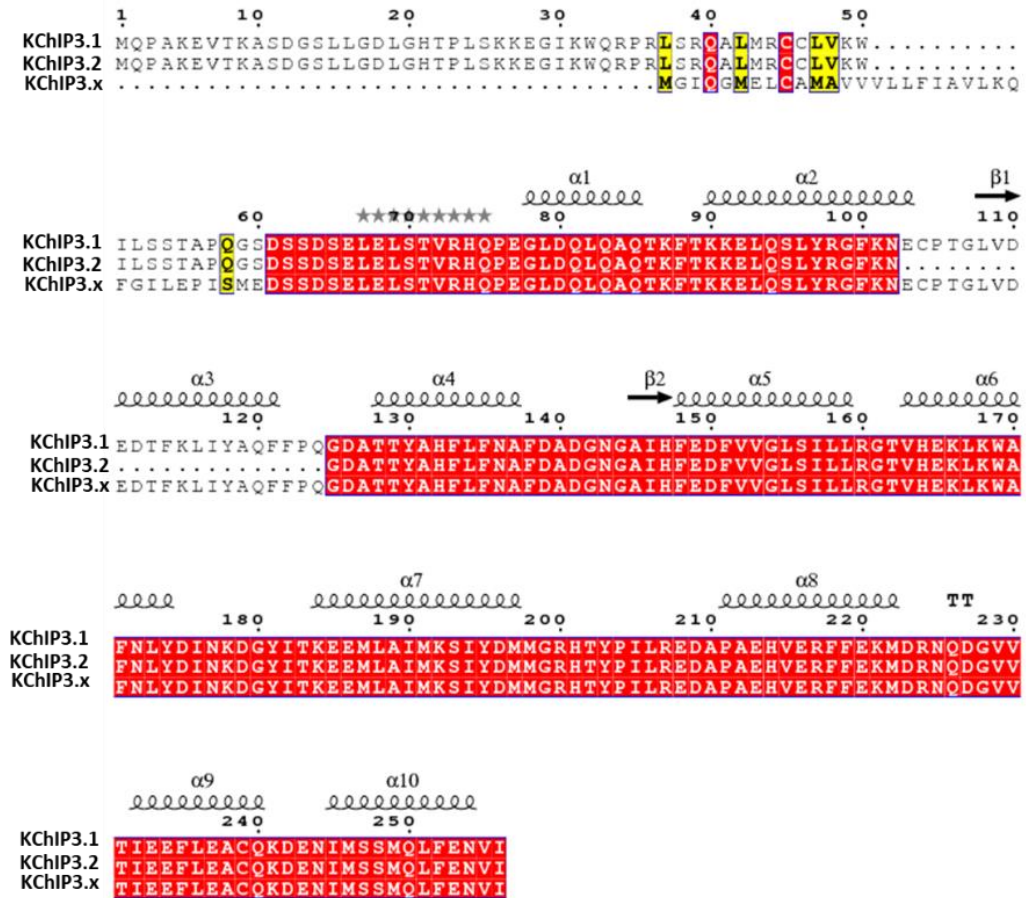 1 10 20 30 40 50
KChIP3.1 MQPAKEVTKASDGSLLGDLGHTPLSKKEGIKWQRPRLSRQALMRCCLVKW..........
KChIP3.2 MQPAKEVTKASDGSLLGDLGHTPLSKKEGIKWQRPRLSRQALMRCCLVKW..........
KChIP3.x ....................................MGIQGMELCAMAVVVLLFIAVLKQ
α1 α2 β1
60 70 80 90 100 110
KChIP3.1 ILSSTAPQGSDSSDSELELSTVRHQPEGLDQLQAQTKFTKKELQSLYRGFKNECPTGLVD
KChIP3.2 ILSSTAPQGSDSSDSELELSTVRHQPEGLDQLQAQTKFTKKELQSLYRGFKN........
KChIP3.x FGILEPISMEDSSDSELELSTVRHQPEGLDQLQAQTKFTKKELQSLYRGFKNECPTGLVD
α3 α4 β2 α5 α6
120 130 140 150 160 170
KChIP3.1 EDTFKLIYAQFFPQGDATTYAHFLFNAFDADGNGAIHFEDFVVGLSILLRGTVHEKLKWA
KChIP3.2 ..............GDATTYAHFLFNAFDADGNGAIHFEDFVVGLSILLRGTVHEKLKWA
KChIP3.x EDTFKLIYAQFFPQGDATTYAHFLFNAFDADGNGAIHFEDFVVGLSILLRGTVHEKLKWA
α7 α8 TT
180 190 200 210 220 230
KChIP3.1 FNLYDINKDGYITKEEMLAIMKSIYDMMGRHTYPILREDAPAEHVERFFEKMDRNQDGVV
KChIP3.2 FNLYDINKDGYITKEEMLAIMKSIYDMMGRHTYPILREDAPAEHVERFFEKMDRNQDGVV
KChIP3.x FNLYDINKDGYITKEEMLAIMKSIYDMMGRHTYPILREDAPAEHVERFFEKMDRNQDGVV
α9 α10
240 250
KChIP3.1 TIEEFLEACQKDENIMSSMQLFENVI
KChIP3.2 TIEEFLEACQKDENIMSSMQLFENVI
KChIP3.x TIEEFLEACQKDENIMSSMQLFENVI